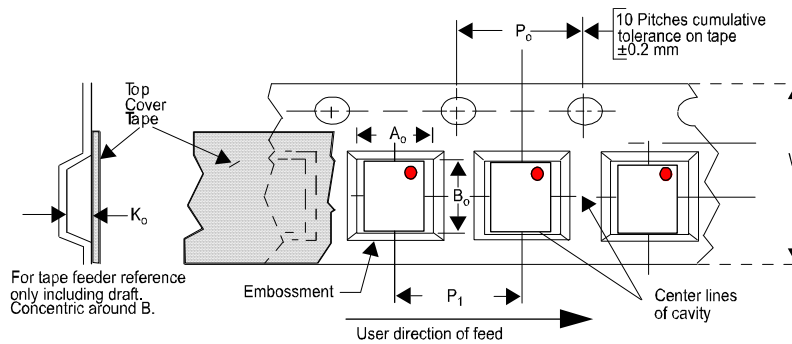 10 Pitches cumulative
tolerance on tape
±0.2 mm
Po
Top
Cover
Tape
Ao
Bo
Ko
For tape feeder reference
only including draft.
Concentric around B.
Embossment
P1
Center lines
of cavity
User direction of feed